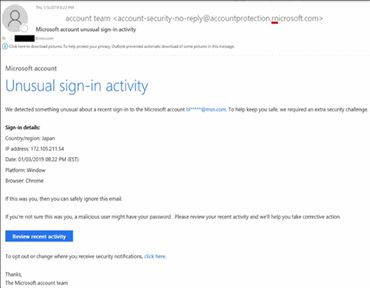 Thu 1/3/2019 8:22 PM
account team <account-security-no-reply@accountprotection.microsoft.com>
Microsoft account unusual sign-in activity
To @msn.com
Click here to download pictures. To help protect your privacy, Outlook prevented automatic download of some pictures in this message.
Microsoft account
Unusual sign-in activity
We detected something unusual about a recent sign-in to the Microsoft account bl*****@msn.com. To help keep you safe, we required an extra security challenge.
Sign-in details:
Country/region: Japan
IP address: 172.105.211.54
Date: 01/03/2019 08:22 PM (EST)
Platform: Window
Browser: Chrome
If this was you, then you can safely ignore this email.
If you're not sure this was you, a malicious user might have your password . Please review your recent activity and we'll help you take corrective action.
Review recent activity
To opt out or change where you receive security notifications, click here.
Thanks,
The Microsoft account team